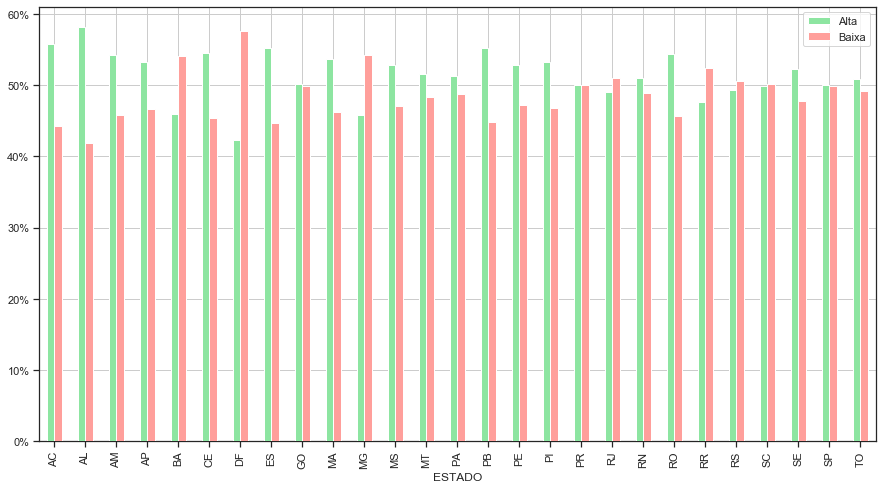 60%
50%
40%
30%
20%
10%
0%
Alta
Baixa
AC AL AM AP BA CE DF ES GO MA MG MS MT PA PB PE PI PR RJ RN RO RR RS SC SE SP TO
ESTADO